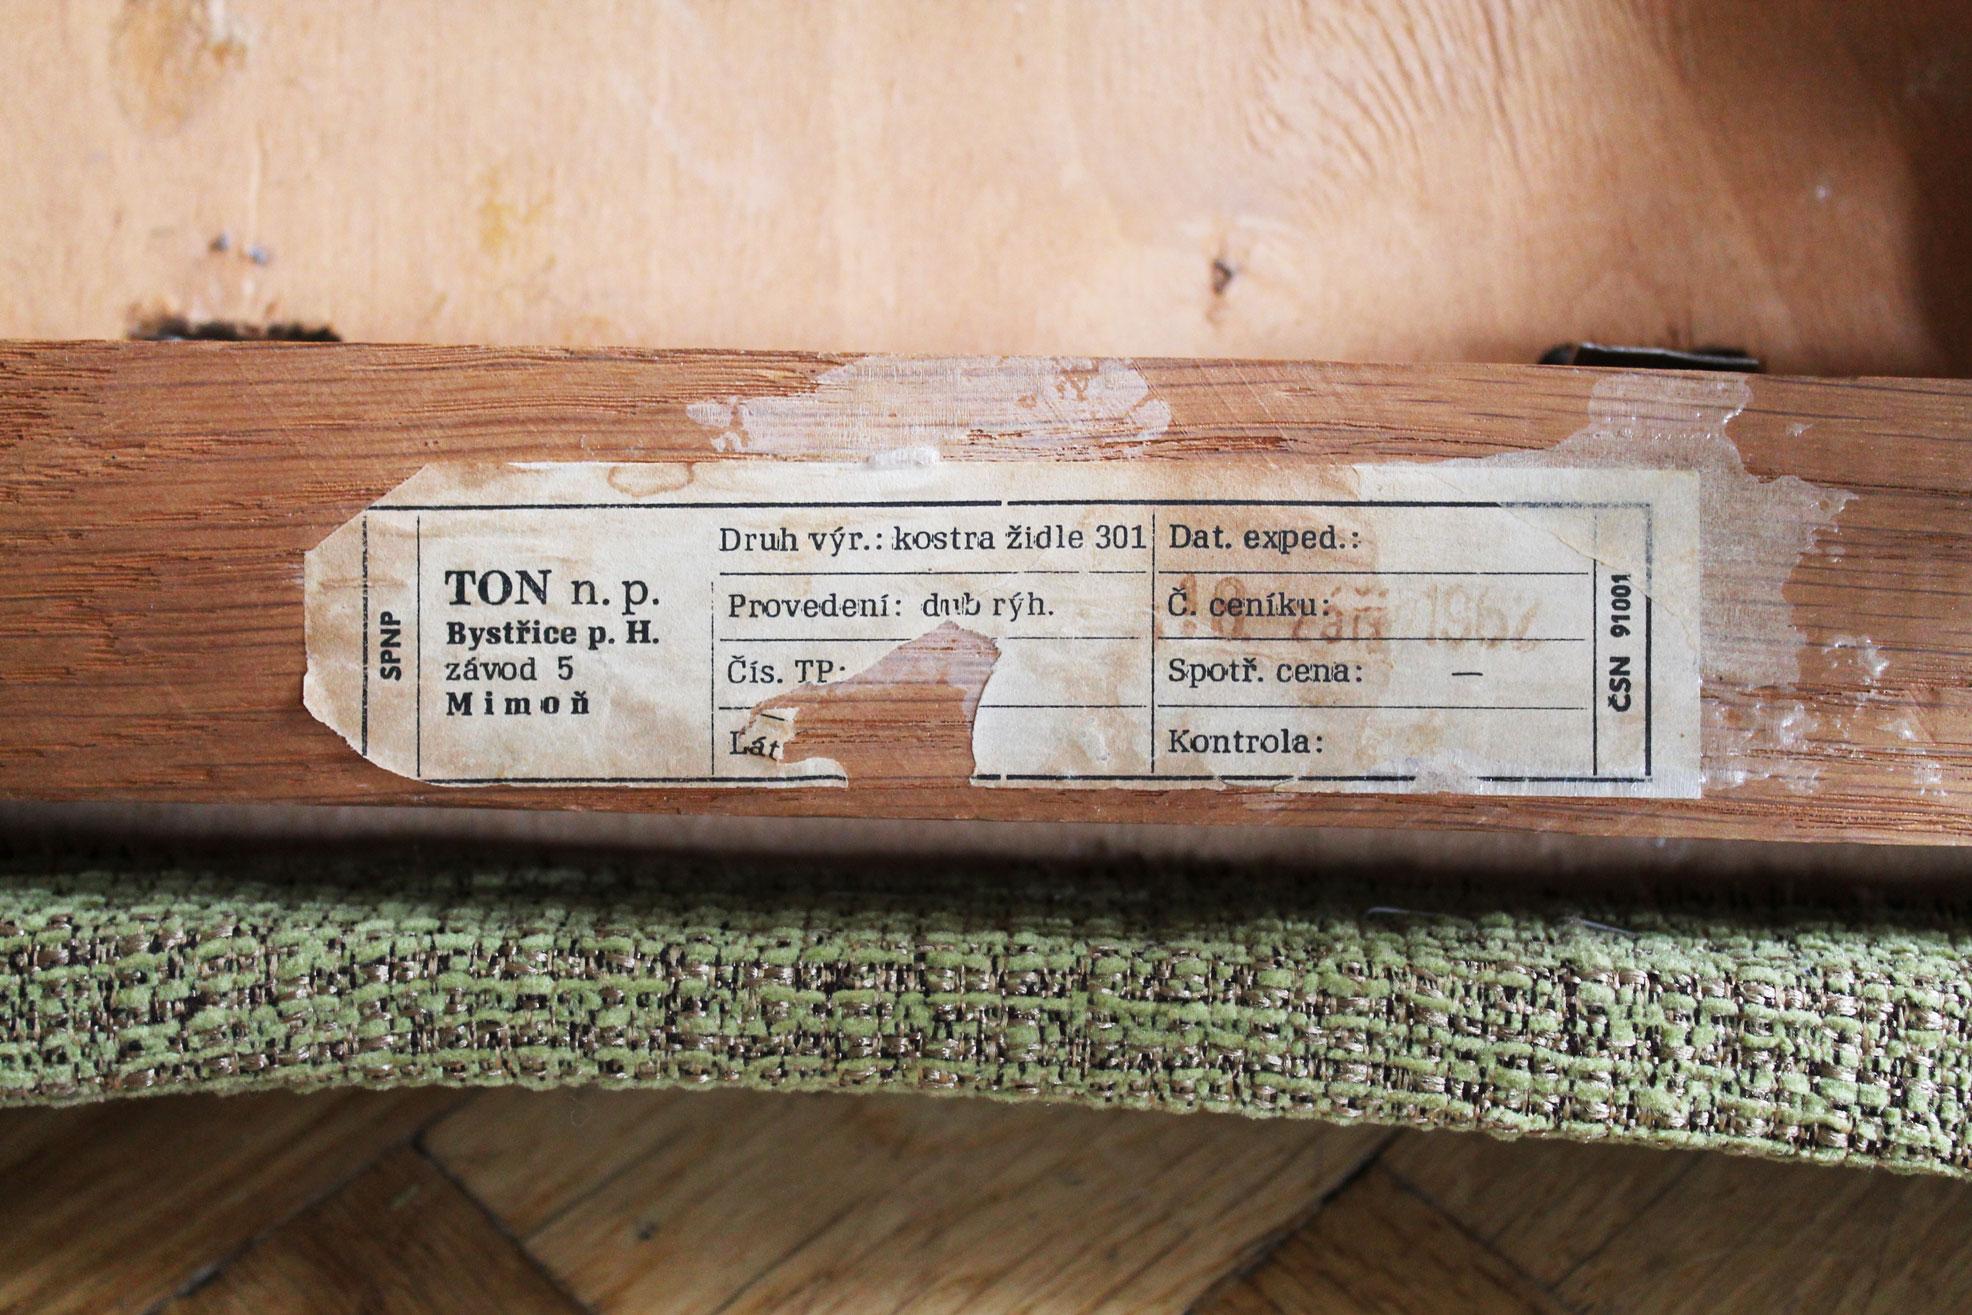 SPNP
TON n. p.
Bystřice p. H.
závod 5
Mimoň
Druh výr.: kostra židle 301
Provedení: dub rýh.
Čís. TP:
Dat. exped.:
Č. ceníku:
září
Spotř. cena: —
Kontrola:
ČSN 91001